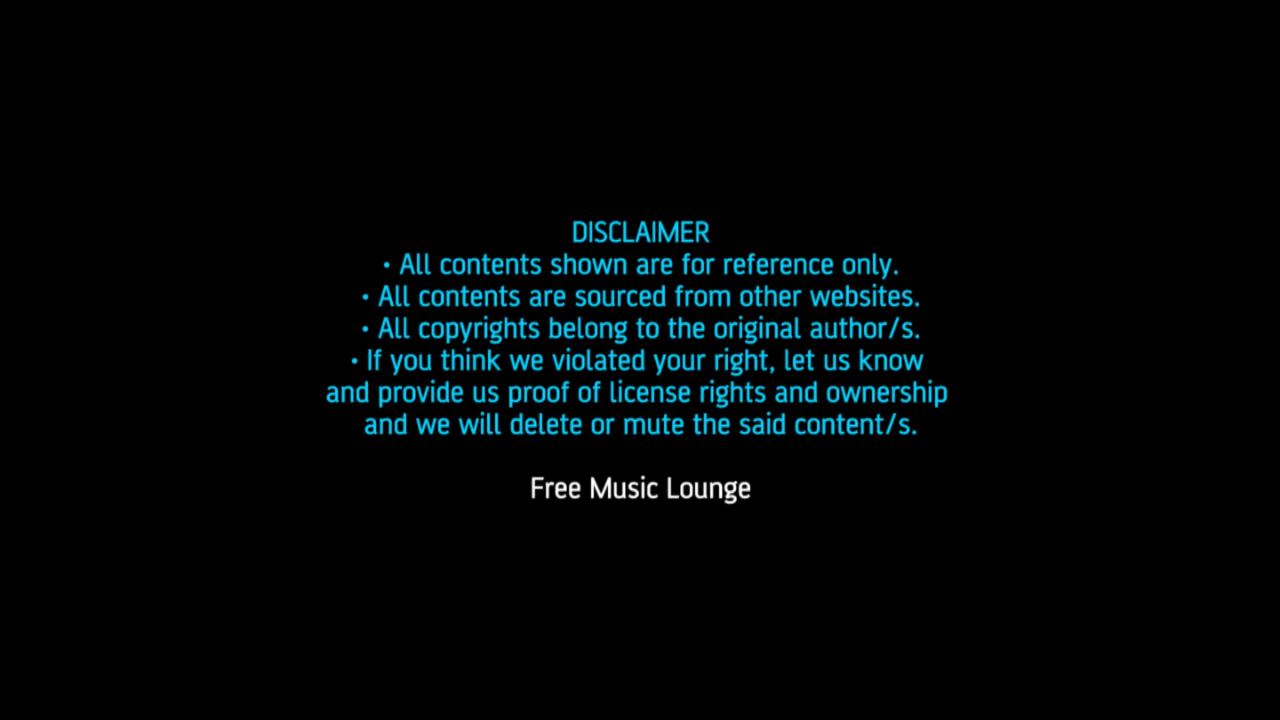 DISCLAIMER
• All contents shown are for reference only.
• All contents are sourced from other websites.
• All copyrights belong to the original author/s.
• If you think we violated your right, let us know
and provide us proof of license rights and ownership
and we will delete or mute the said content/s.
Free Music Lounge